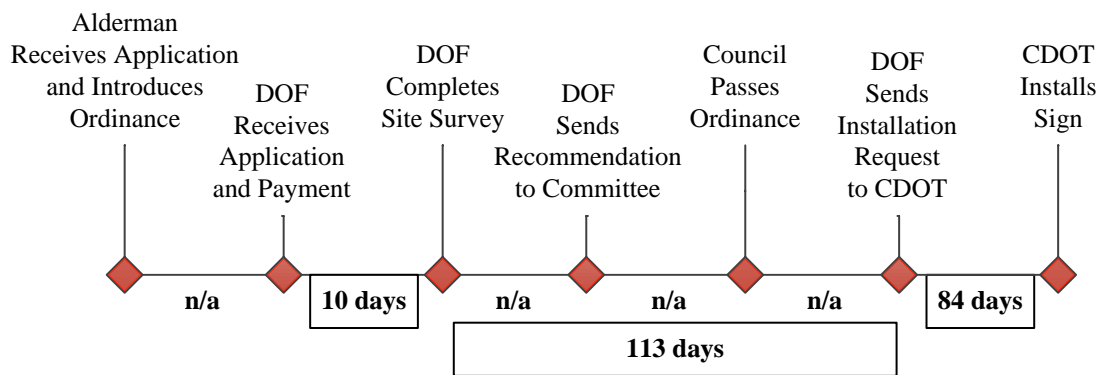 Alderman
Receives Application
and Introduces
Ordinance
DOF
Receives
Application
and Payment
DOF
Completes
Site Survey
DOF
Sends
Recommendation
to Committee
Council
Passes
Ordinance
DOF
Sends
Installation
Request
to CDOT
CDOT
Installs
Sign
n/a
10 days
n/a
n/a
n/a
84 days
113 days